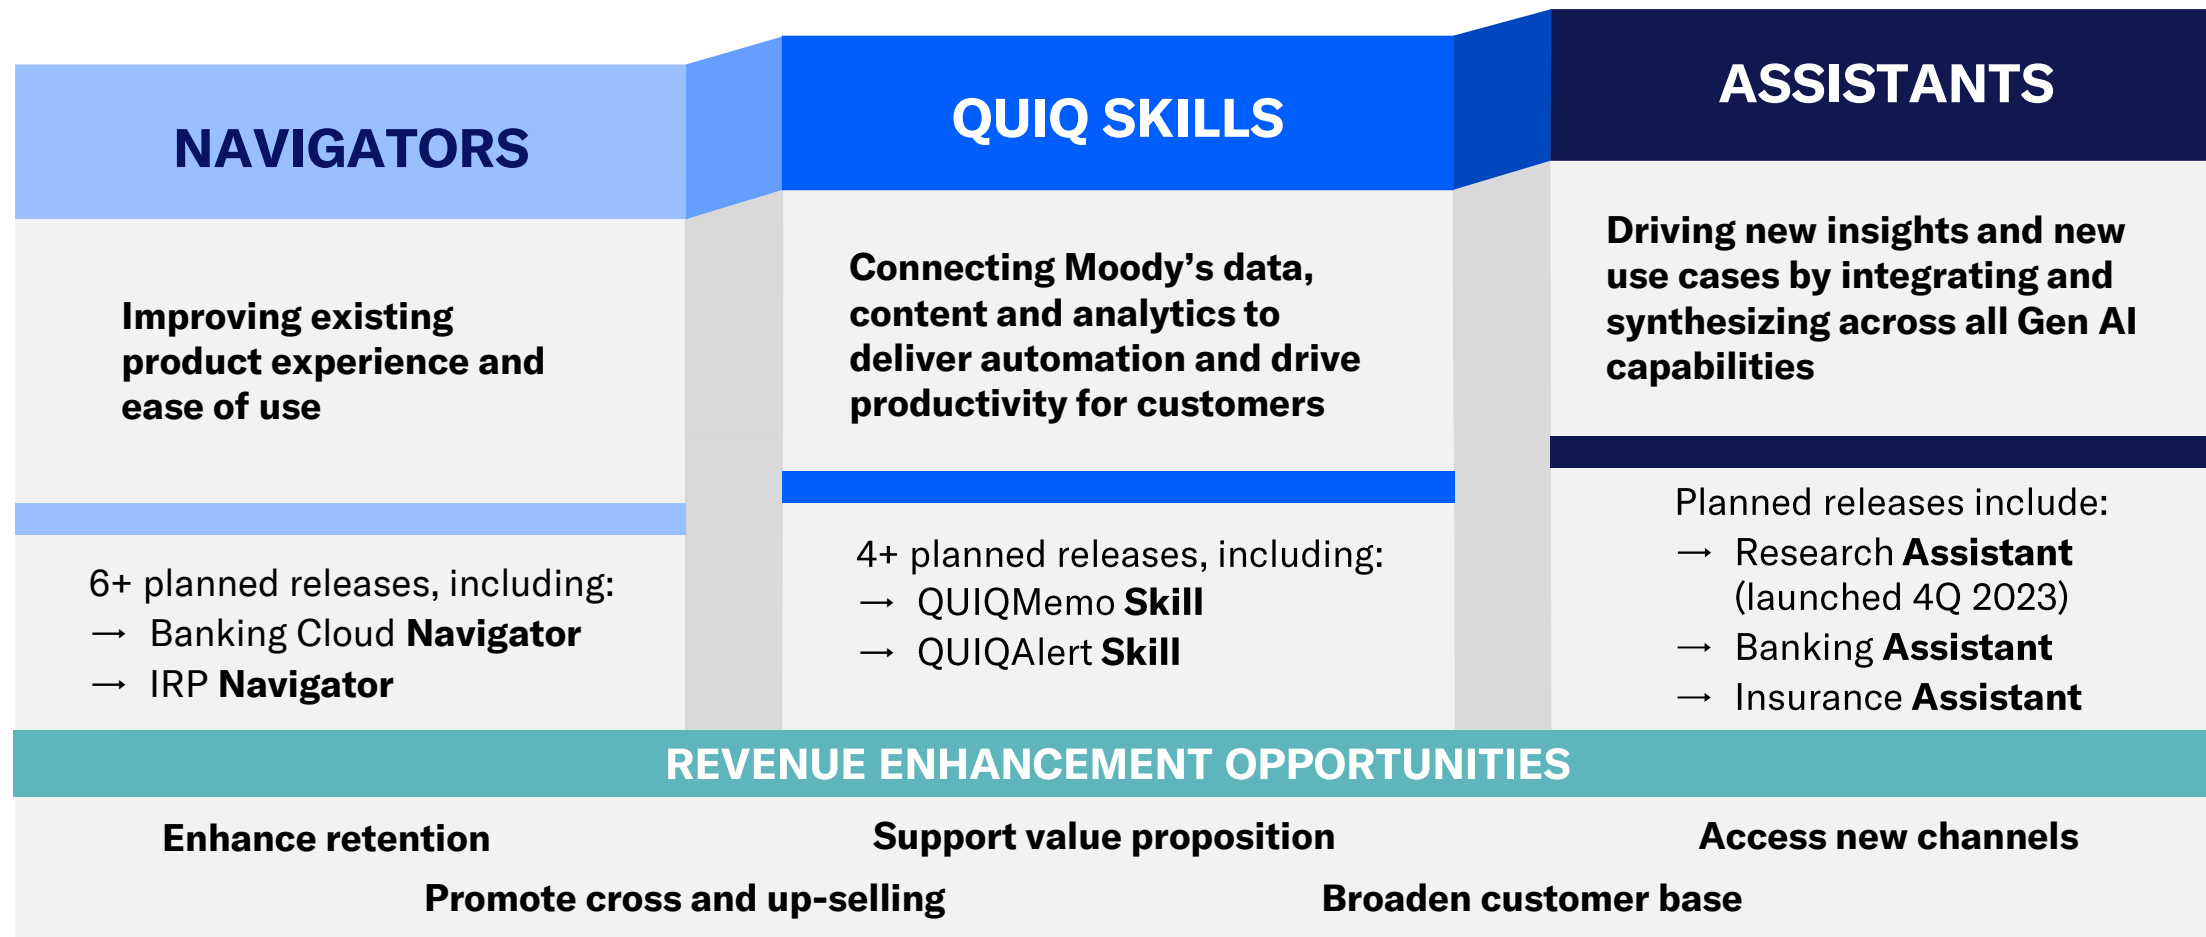 NAVIGATORS
Improving existing
product experience and
ease of use
6+ planned releases, including:
→ Banking Cloud Navigator
→ IRP Navigator
QUIQ SKILLS
Connecting Moody’s data,
content and analytics to
deliver automation and drive
productivity for customers
4+ planned releases, including:
→ QUIQMemo Skill
→ QUIQAlert Skill
ASSISTANTS
Driving new insights and new
use cases by integrating and
synthesizing across all Gen AI
capabilities
Planned releases include:
→ Research Assistant
(launched 4Q 2023)
→ Banking Assistant
→ Insurance Assistant
REVENUE ENHANCEMENT OPPORTUNITIES
Enhance retention
Support value proposition
Access new channels
Promote cross and up-selling
Broaden customer base